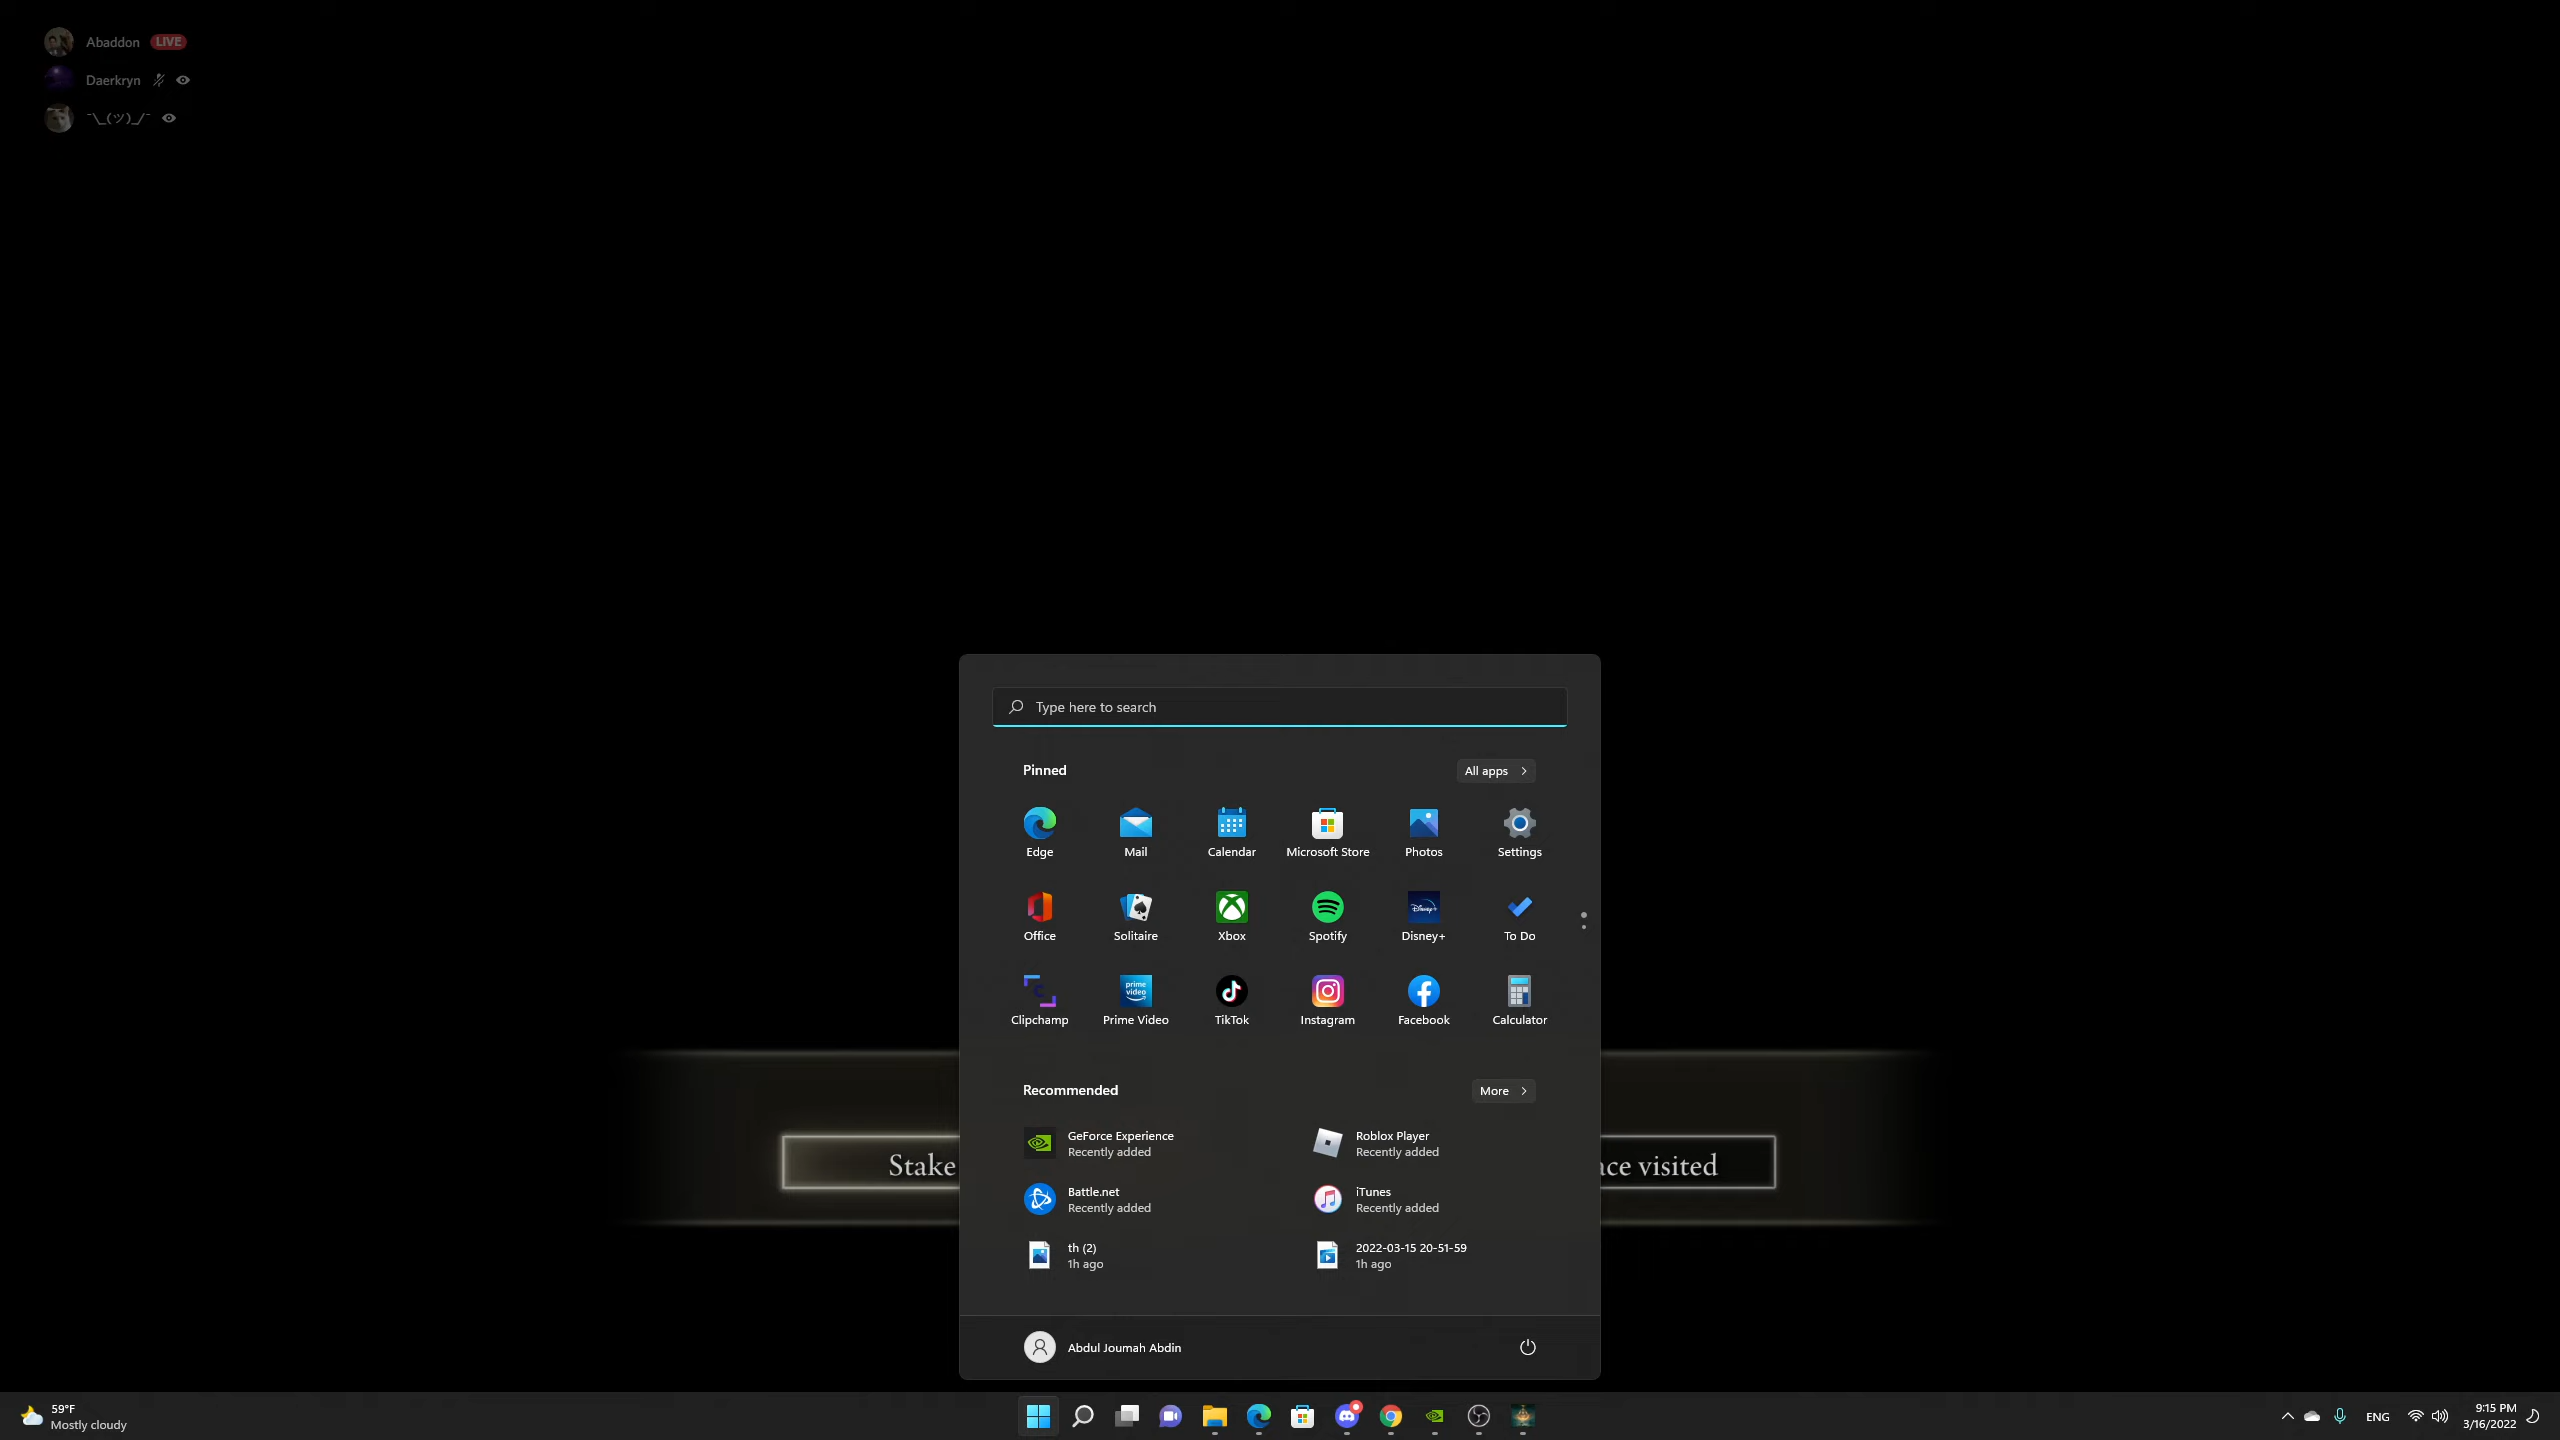 Abaddon LIVE
Daerkryn
¯\_(ツ)_/¯
Type here to search
Pinned
All apps
Edge
Mail
Calendar
Microsoft Store
Photos
Settings
Office
Solitaire
Xbox
Spotify
Disney+
To Do
Clipchamp
Prime Video
TikTok
Instagram
Facebook
Calculator
Recommended
More
GeForce Experience
Recently added
Roblox Player
Recently added
Stake
ace visited
Battle.net
Recently added
iTunes
Recently added
th (2)
1h ago
2022-03-15 20-51-59
1h ago
Abdul Joumah Abdin
59°F
Mostly cloudy
ENG
9:15 PM
3/16/2022